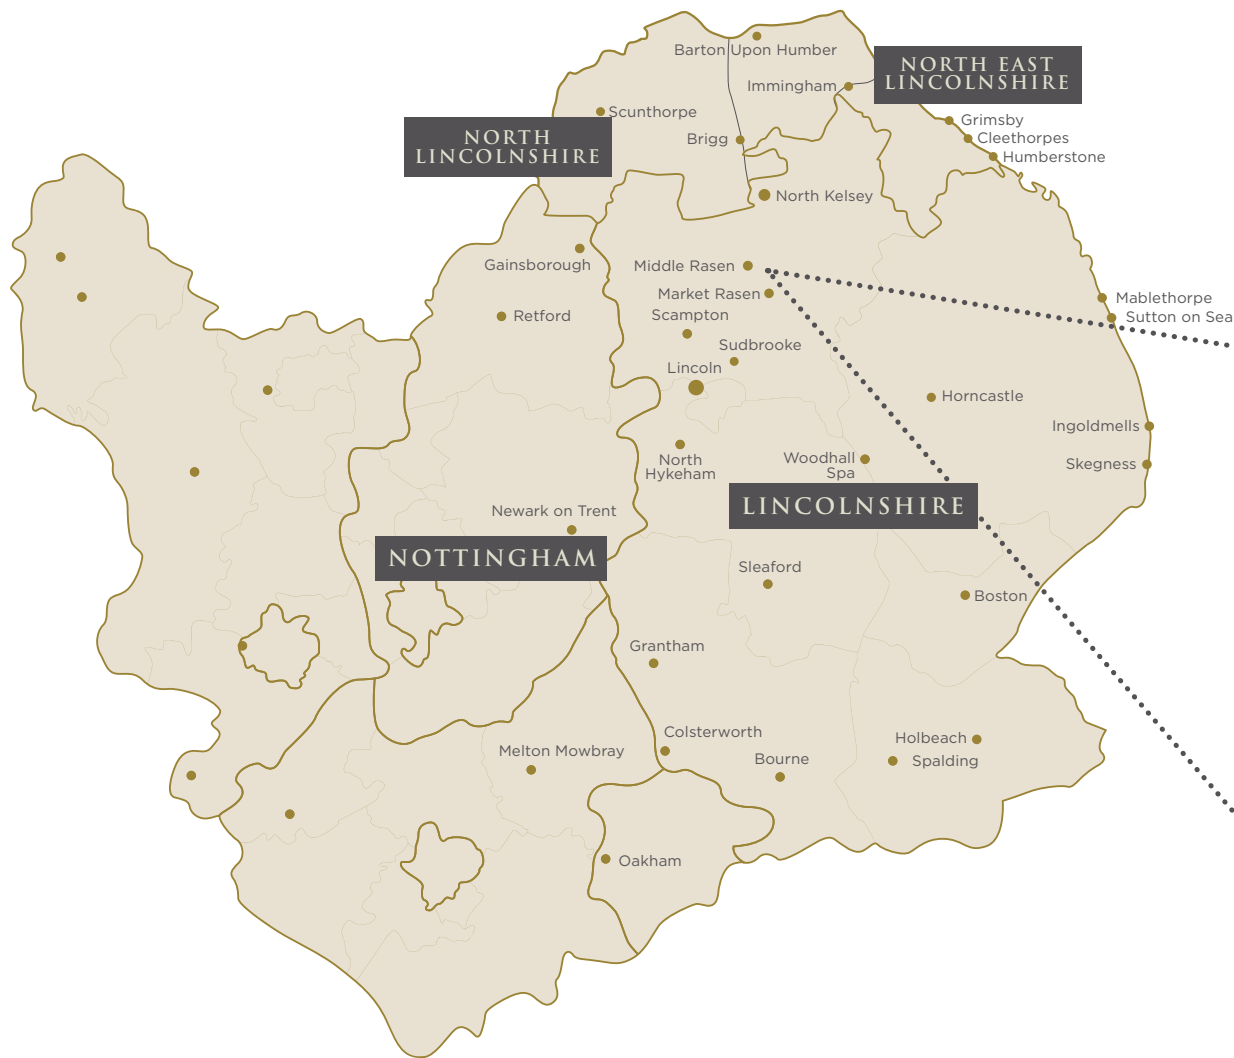 Barton Upon Humber
NORTH EAST
LINCOLNSHIRE
Immingham
Scunthorpe
Grimsby
NORTH
LINCOLNSHIRE
Brigg
Cleethorpes
Humberstone
North Kelsey
Gainsborough
Middle Rasen
Market Rasen
Mablethorpe
Retford
Scampton
Sutton on Sea
Sudbrooke
Lincoln
Horncastle
Ingoldmells
North
Hykeham
Woodhall
Spa
Skegness
LINCOLNSHIRE
Newark on Trent
NOTTINGHAM
Sleaford
Boston
Grantham
Colsterworth
Holbeach
Melton Mowbray
Bourne
Spalding
Oakham